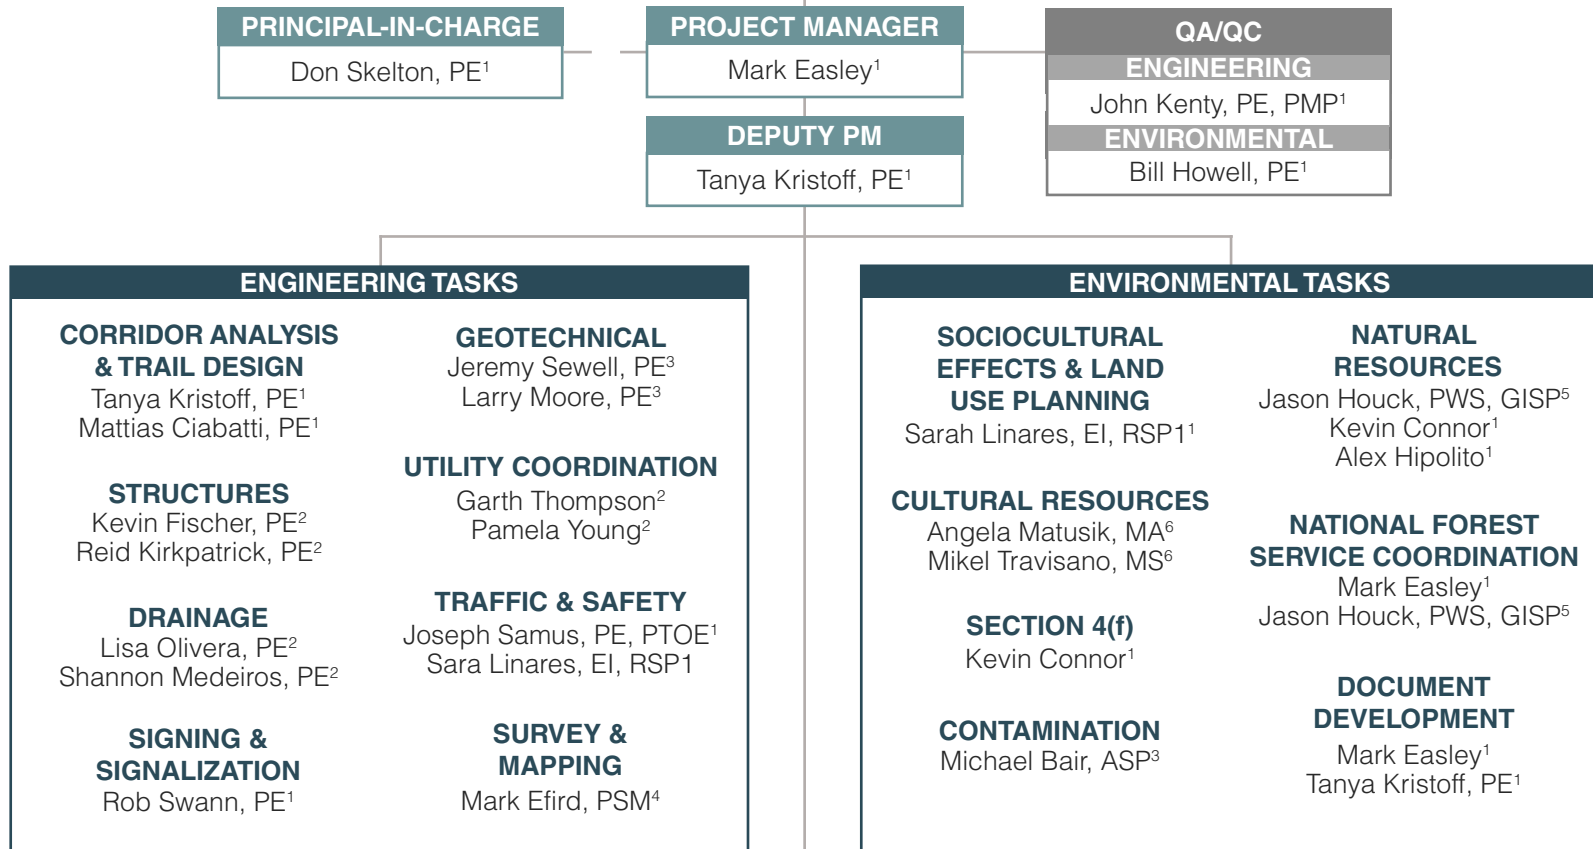 PRINCIPAL-IN-CHARGE
Don Skelton, PE¹
PROJECT MANAGER
Mark Easley¹
QA/QC
ENGINEERING
John Kenty, PE, PMP¹
ENVIRONMENTAL
Bill Howell, PE¹
DEPUTY PM
Tanya Kristoff, PE¹
ENGINEERING TASKS
CORRIDOR ANALYSIS
& TRAIL DESIGN
Tanya Kristoff, PE¹
Mattias Ciabatti, PE¹
STRUCTURES
Kevin Fischer, PE²
Reid Kirkpatrick, PE²
DRAINAGE
Lisa Olivera, PE²
Shannon Medeiros, PE²
SIGNING &
SIGNALIZATION
Rob Swann, PE¹
GEOTECHNICAL
Jeremy Sewell, PE³
Larry Moore, PE³
UTILITY COORDINATION
Garth Thompson²
Pamela Young²
TRAFFIC & SAFETY
Joseph Samus, PE, PTOE¹
Sara Linares, EI, RSP1
SURVEY &
MAPPING
Mark Efird, PSM⁴
ENVIRONMENTAL TASKS
SOCIOCULTURAL
EFFECTS & LAND
USE PLANNING
Sarah Linares, EI, RSP1¹
CULTURAL RESOURCES
Angela Matusik, MA⁶
Mikel Travisano, MS⁶
SECTION 4(f)
Kevin Connor¹
CONTAMINATION
Michael Bair, ASP³
NATURAL
RESOURCES
Jason Houck, PWS, GISP⁵
Kevin Connor¹
Alex Hipolito¹
NATIONAL FOREST
SERVICE COORDINATION
Mark Easley¹
Jason Houck, PWS, GISP⁵
DOCUMENT
DEVELOPMENT
Mark Easley¹
Tanya Kristoff, PE¹